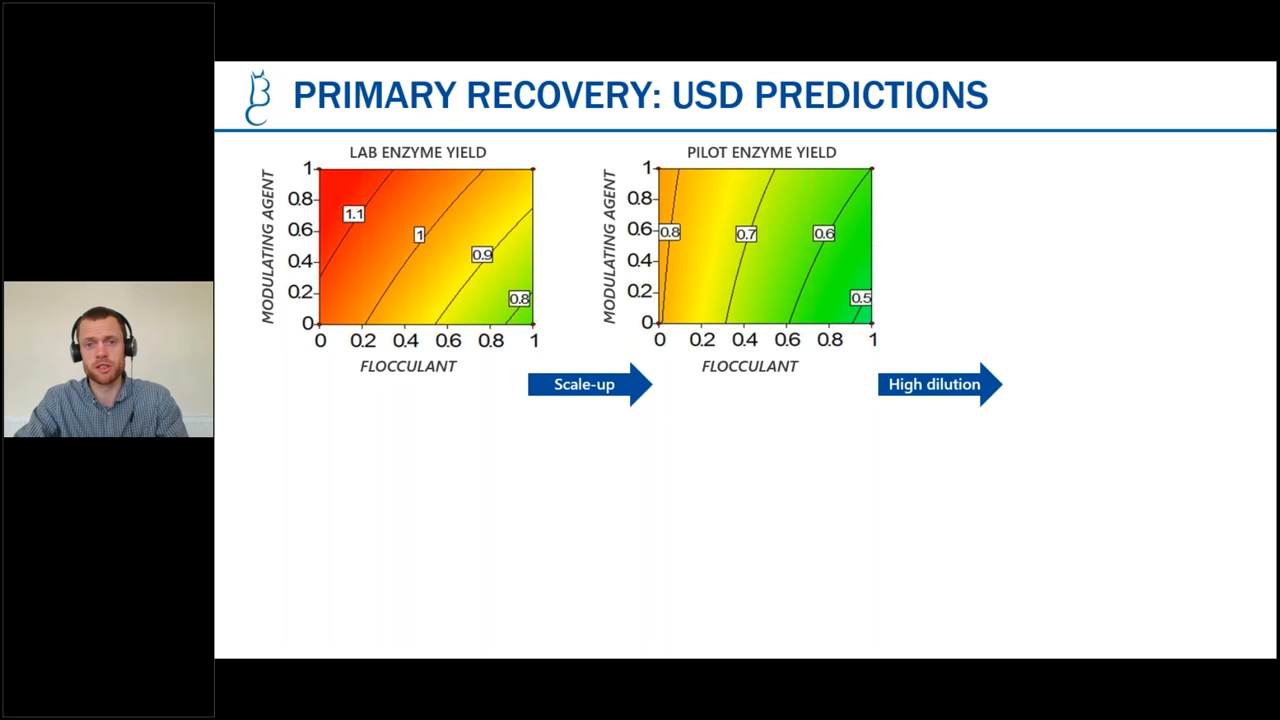 PRIMARY RECOVERY: USD PREDICTIONS
LAB ENZYME YIELD
MODULATING AGENT
1
0.8
0.6
0.4
0.2
0
1.1
1
0.9
0.8
0 0.2 0.4 0.6 0.8 1
FLOCCULANT
Scale-up
PILOT ENZYME YIELD
MODULATING AGENT
1
0.8
0.6
0.4
0.2
0
0.8
0.7
0.6
0.5
0 0.2 0.4 0.6 0.8 1
FLOCCULANT
High dilution